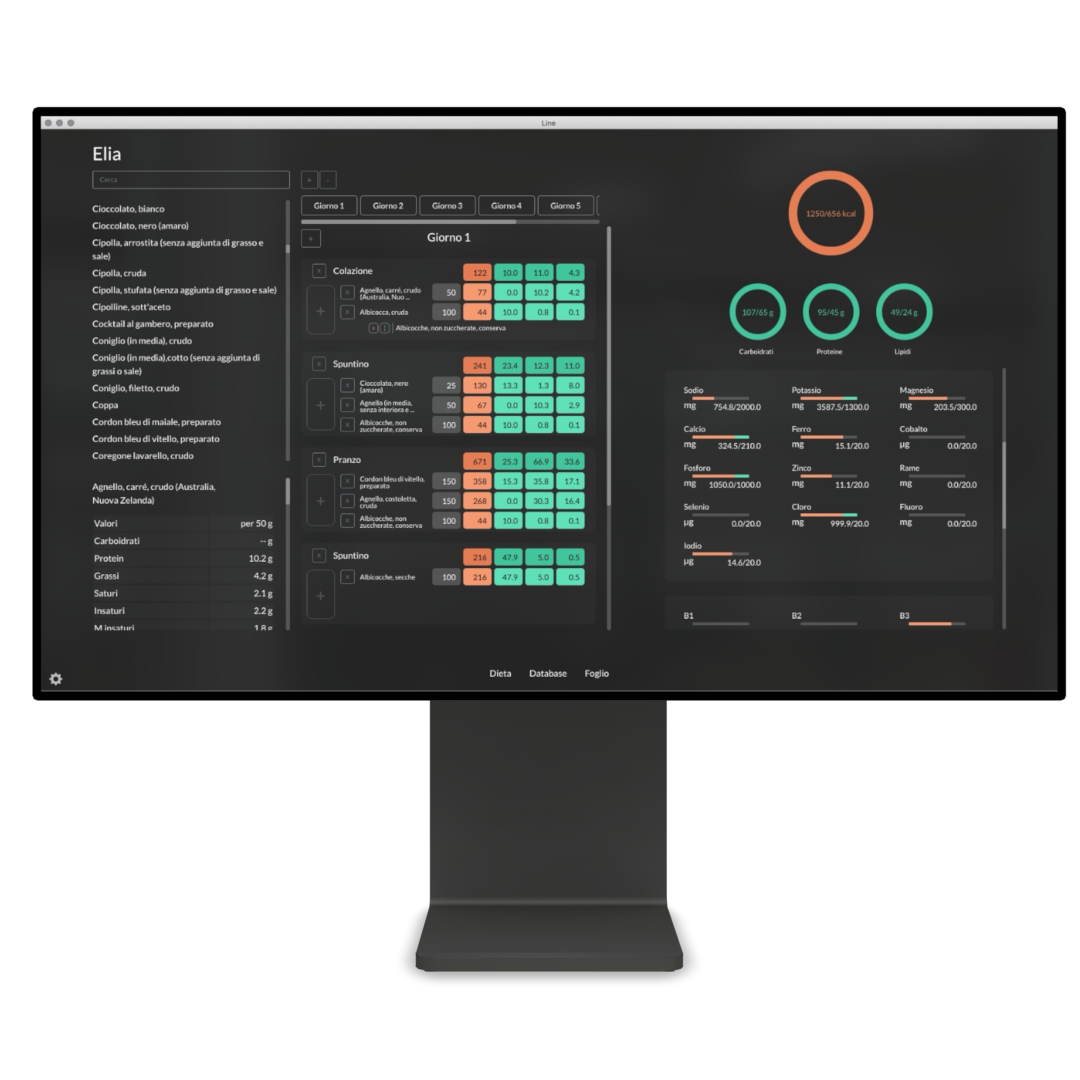 Line
Elia
Cerca
Cioccolato, bianco
Cioccolato, nero (amaro)
Cipolla, arrostita (senza aggiunta di grasso e
sale)
Cipolla, cruda
Cipolla, stufata (senza aggiunta di grasso e sale)
Cipolline, sott'aceto
Cocktail al gambero, preparato
Coniglio (in media), crudo
Coniglio (in media),cotto (senza aggiunta di
grassi o sale)
Coniglio, filetto, crudo
Coppa
Cordon bleu di maiale, preparato
Cordon bleu di vitello, preparato
Coregone lavarello, crudo
Agnello, carré, crudo (Australia,
Nuova Zelanda)
Valori per 50 g
Carboidrati -- g
Protein 10.2 g
Grassi 4.2 g
Saturi 2.1 g
Insaturi 2.2 g
M insaturi 1.8 g
+ -
Giorno 1 Giorno 2 Giorno 3 Giorno 4 Giorno 5
+ Giorno 1
x Colazione 122 10.0 11.0 4.3
+
x Agnello, carré, crudo
(Australia, Nuo ... 50 77 0.0 10.2 4.2
x Albicocca, cruda 100 44 10.0 0.8 0.1
Albicocche, non zuccherate, conserva
x Spuntino 241 23.4 12.3 11.0
+
x Cioccolato, nero
(amaro) 25 130 13.3 1.3 8.0
x Agnello (in media,
senza interiora e ... 50 67 0.0 10.3 2.9
x Albicocche, non
zuccherate, conserva 100 44 10.0 0.8 0.1
x Pranzo 671 25.3 66.9 33.6
+
x Cordon bleu di vitello,
preparato 150 358 15.3 35.8 17.1
x Agnello, costoletta,
cruda 150 268 0.0 30.3 16.4
x Albicocche, non
zuccherate, conserva 100 44 10.0 0.8 0.1
x Spuntino 216 47.9 5.0 0.5
+
x Albicocche, secche 100 216 47.9 5.0 0.5
1250/656 kcal
107/65 g 95/45 g 49/24 g
Carboidrati Proteine Lipidi
Sodio Potassio Magnesio
mg 754.8/2000.0 mg 3587.5/1300.0 mg 203.5/300.0
Calcio Ferro Cobalto
mg 324.5/210.0 mg 15.1/20.0 µg 0.0/20.0
Fosforo Zinco Rame
mg 1050.0/1000.0 mg 11.1/20.0 mg 0.0/20.0
Selenio Cloro Fluoro
µg 0.0/20.0 mg 999.9/20.0 mg 0.0/20.0
Iodio
µg 14.6/20.0
B1 B2 B3
Dieta Database Foglio